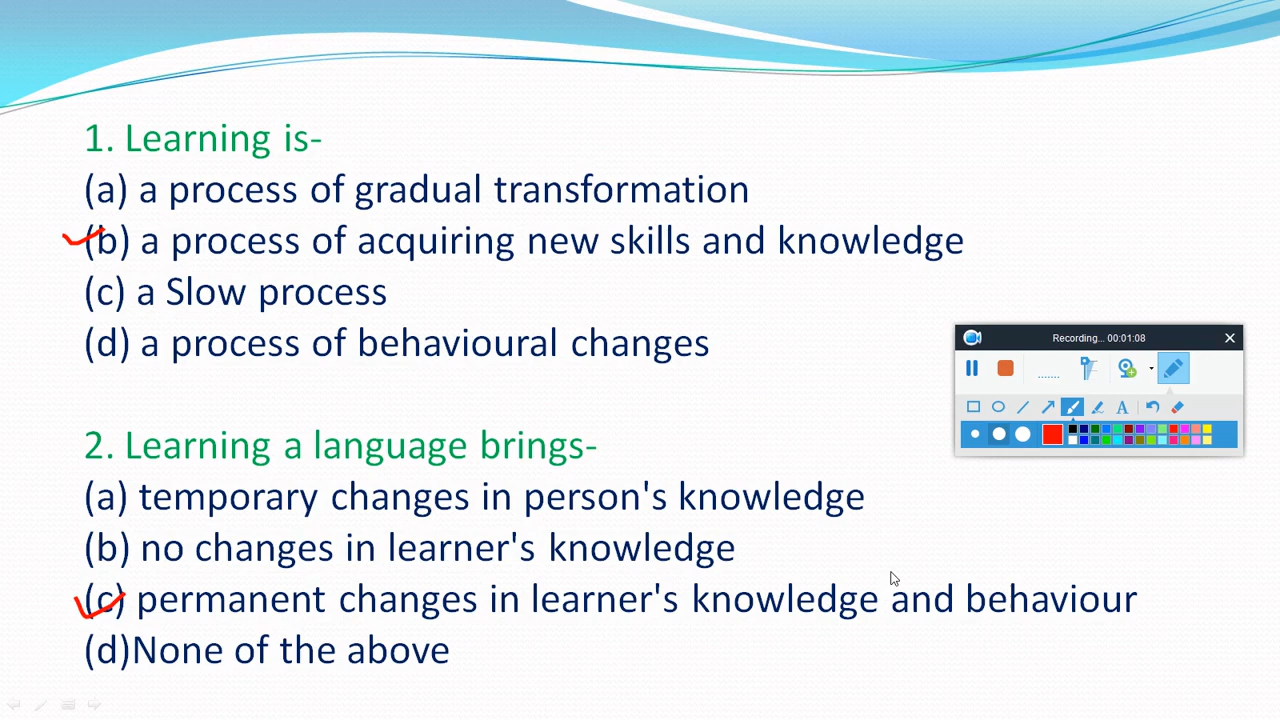 1. Learning is-
(a) a process of gradual transformation
(b) a process of acquiring new skills and knowledge
(c) a Slow process
(d) a process of behavioural changes
Recording... 00:01:08
A
2. Learning a language brings-
(a) temporary changes in person's knowledge
(b) no changes in learner's knowledge
(c) permanent changes in learner's knowledge and behaviour
(d)None of the above